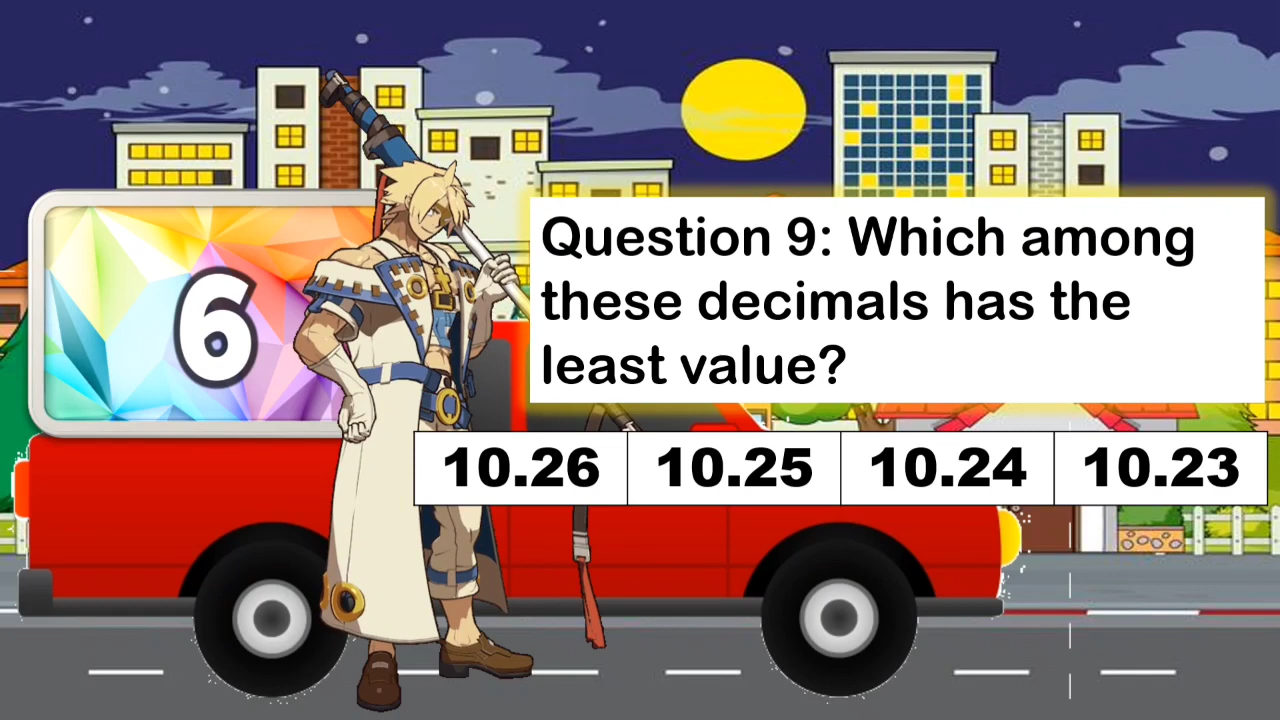 6
Question 9: Which among
these decimals has the
least value?
10.26 10.25 10.24 10.23